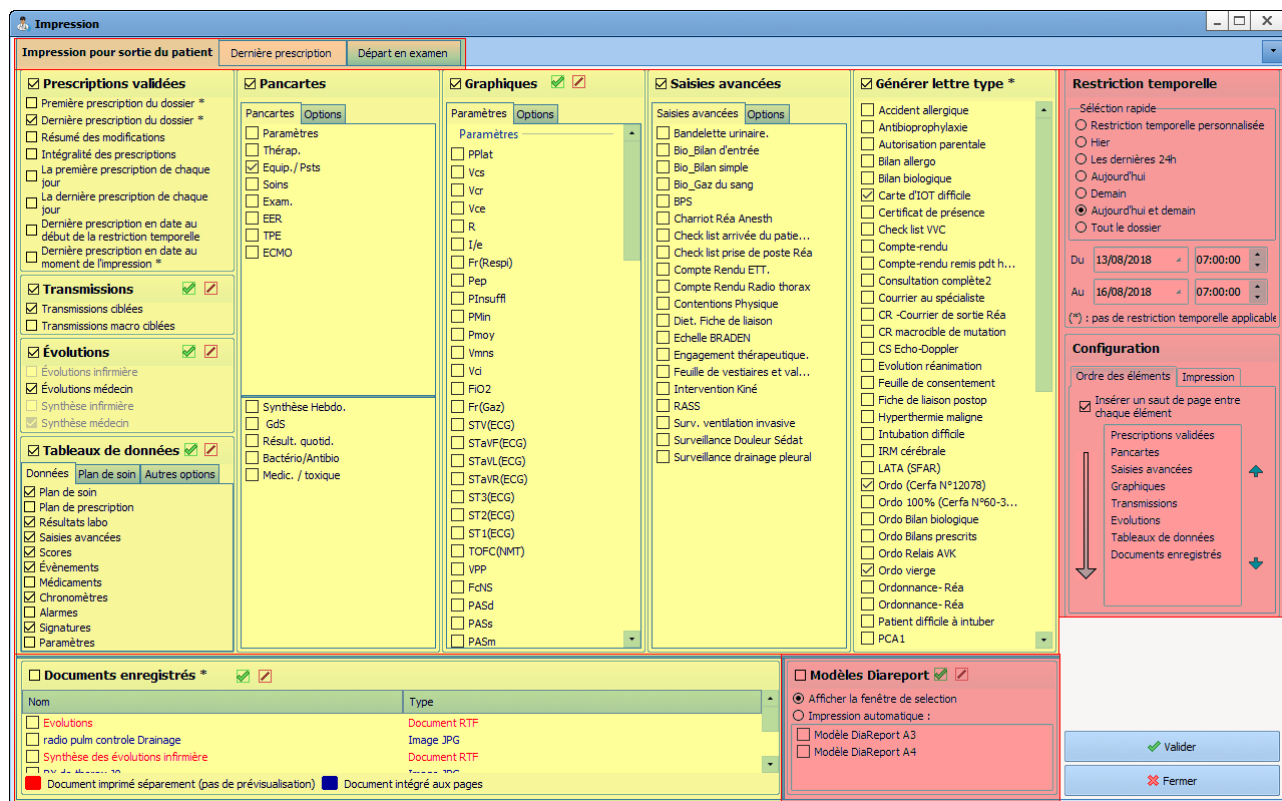 Impression
Impression pour sortie du patient
Dernière prescription
Départ en examen
Prescriptions validées
Première prescription du dossier *
Dernière prescription du dossier *
Résumé des modifications
Intégralité des prescriptions
La première prescription de chaque
jour
La dernière prescription de chaque
jour
Dernière prescription en date au
début de la restriction temporelle
Dernière prescription en date au
moment de l'impression *
Transmissions
Transmissions ciblées
Transmissions macro ciblées
Évolutions
Évolutions infirmière
Évolutions médecin
Synthèse infirmière
Synthèse médecin
Tableaux de données
Données
Plan de soin
Autres options
Plan de soin
Plan de prescription
Résultats labo
Saisies avancées
Scores
Évènements
Médicaments
Chronomètres
Alarmes
Signatures
Paramètres
Pancartes
Pancartes
Options
Paramètres
Thérap.
Equip./ Psts
Soins
Exam.
EER
TPE
ECMO
Synthèse Hebdo.
GdS
Résult. quotid.
Bactério/Antibio
Medic. / toxique
Graphiques
Paramètres
Options
Paramètres
PPlat
Vcs
Vcr
Vce
R
I/e
Fr(Respi)
Pep
PInsuffl
PMin
Pmoy
Vmns
Vci
FiO2
Fr(Gaz)
STV(ECG)
STaVF(ECG)
STaVL(ECG)
STaVR(ECG)
ST3(ECG)
ST2(ECG)
ST1(ECG)
TOFC(NMT)
VPP
FcNS
PASd
PASs
PASm
Saisies avancées
Saisies avancées
Options
Bandelette urinaire.
Bio_Bilan d'entrée
Bio_Bilan simple
Bio_Gaz du sang
BPS
Charriot Réa Anesth
Check list arrivée du patie...
Check list prise de poste Réa
Compte Rendu ETT.
Compte Rendu Radio thorax
Contentions Physique
Diet. Fiche de liaison
Echelle BRADEN
Engagement thérapeutique.
Feuille de vestiaires et val...
Intervention Kiné
RASS
Surv. ventilation invasive
Surveillance Douleur Sédat
Surveillance drainage pleural
Générer lettre type *
Accident allergique
Antibioprophylaxie
Autorisation parentale
Bilan allergo
Bilan biologique
Carte d'IOT difficile
Certificat de présence
Check list VVC
Compte-rendu
Compte-rendu remis pdt h...
Consultation complète2
Courrier au spécialiste
CR -Courrier de sortie Réa
CR macrocible de mutation
CS Echo-Doppler
Evolution réanimation
Feuille de consentement
Fiche de liaison postop
Hyperthermie maligne
Intubation difficile
IRM cérébrale
LATA (SFAR)
Ordo (Cerfa N°12078)
Ordo 100% (Cerfa N°60-3...
Ordo Bilan biologique
Ordo Bilans prescrits
Ordo Relais AVK
Ordo vierge
Ordonnance- Réa
Ordonnance- Réa
Patient difficile à intuber
PCA1
Restriction temporelle
Séléction rapide
Restriction temporelle personnalisée
Hier
Les dernières 24h
Aujourd'hui
Demain
Aujourd'hui et demain
Tout le dossier
Du 13/08/2018 07:00:00
Au 16/08/2018 07:00:00
(*) : pas de restriction temporelle applicable
Configuration
Ordre des éléments
Impression
Insérer un saut de page entre
chaque élément
Prescriptions validées
Pancartes
Saisies avancées
Graphiques
Transmissions
Evolutions
Tableaux de données
Documents enregistrés
Documents enregistrés *
Nom Type
Evolutions Document RTF
radio pulm controle Drainage Image JPG
Synthèse des évolutions infirmière Document RTF
Image JPG
Document imprimé séparement (pas de prévisualisation)
Document intégré aux pages
Modèles Diareport
Afficher la fenêtre de selection
Impression automatique :
Modèle DiaReport A3
Modèle DiaReport A4
Valider
Fermer